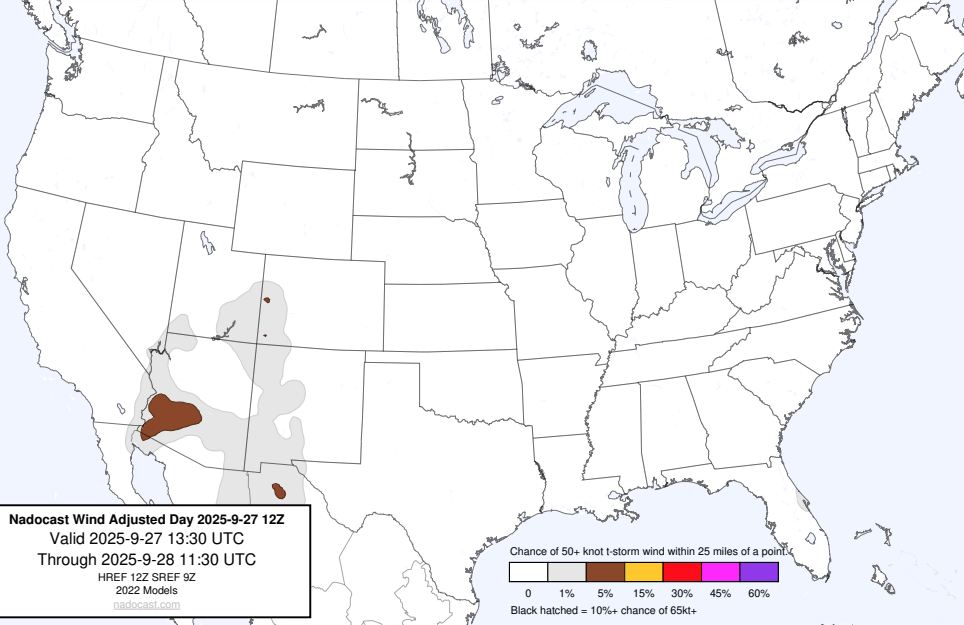 Nadocast Wind Adjusted Day 2025-9-27 12Z
Valid 2025-9-27 13:30 UTC
Through 2025-9-28 11:30 UTC
HREF 12Z SREF 9Z
2022 Models
nadocast.com
Chance of 50+ knot t-storm wind within 25 miles of a point.
0 1% 5% 15% 30% 45% 60%
Black hatched = 10%+ chance of 65kt+